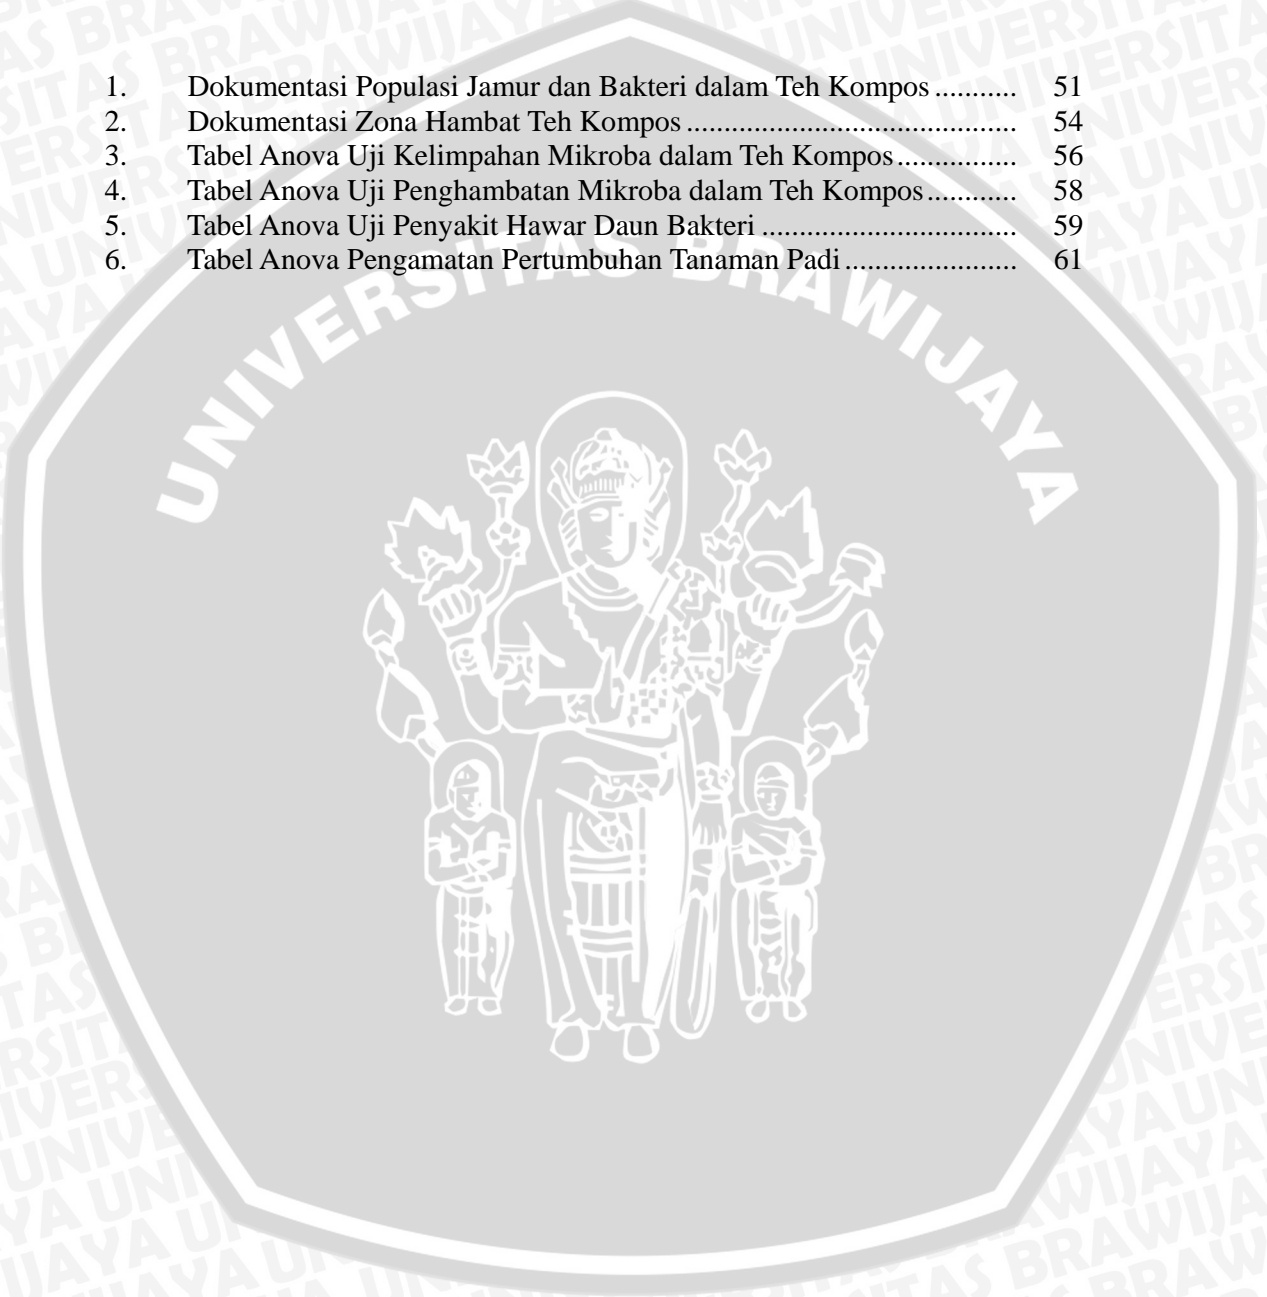 1. Dokumentasi Populasi Jamur dan Bakteri dalam Teh Kompos ........... 51
2. Dokumentasi Zona Hambat Teh Kompos ............................................ 54
3. Tabel Anova Uji Kelimpahan Mikroba dalam Teh Kompos ................ 56
4. Tabel Anova Uji Penghambatan Mikroba dalam Teh Kompos ............ 58
5. Tabel Anova Uji Penyakit Hawar Daun Bakteri .................................. 59
6. Tabel Anova Pengamatan Pertumbuhan Tanaman Padi ....................... 61
UNIVERSITAS BRAWIJAYA